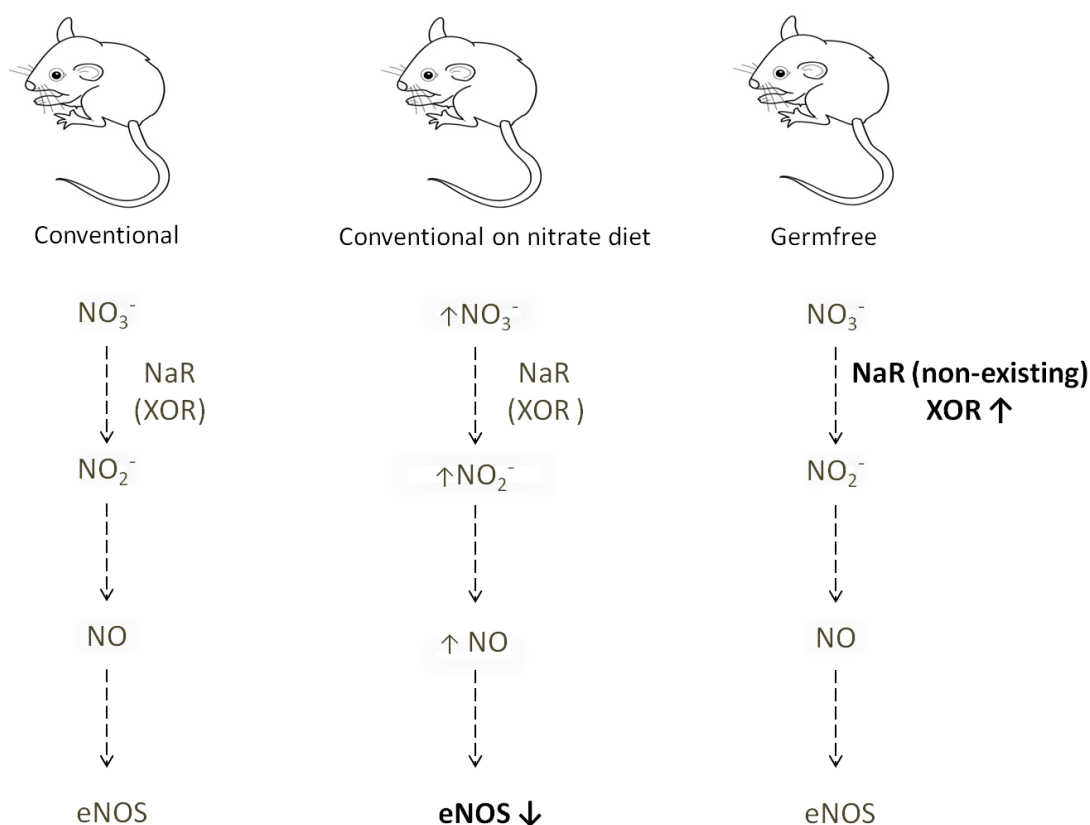 Conventional
NO₃⁻
NaR
(XOR)
NO₂⁻
NO
eNOS
Conventional on nitrate diet
↑NO₃⁻
NaR
(XOR )
↑NO₂⁻
↑ NO
eNOS ↓
Germfree
NO₃⁻
NaR (non-existing)
XOR ↑
NO₂⁻
NO
eNOS